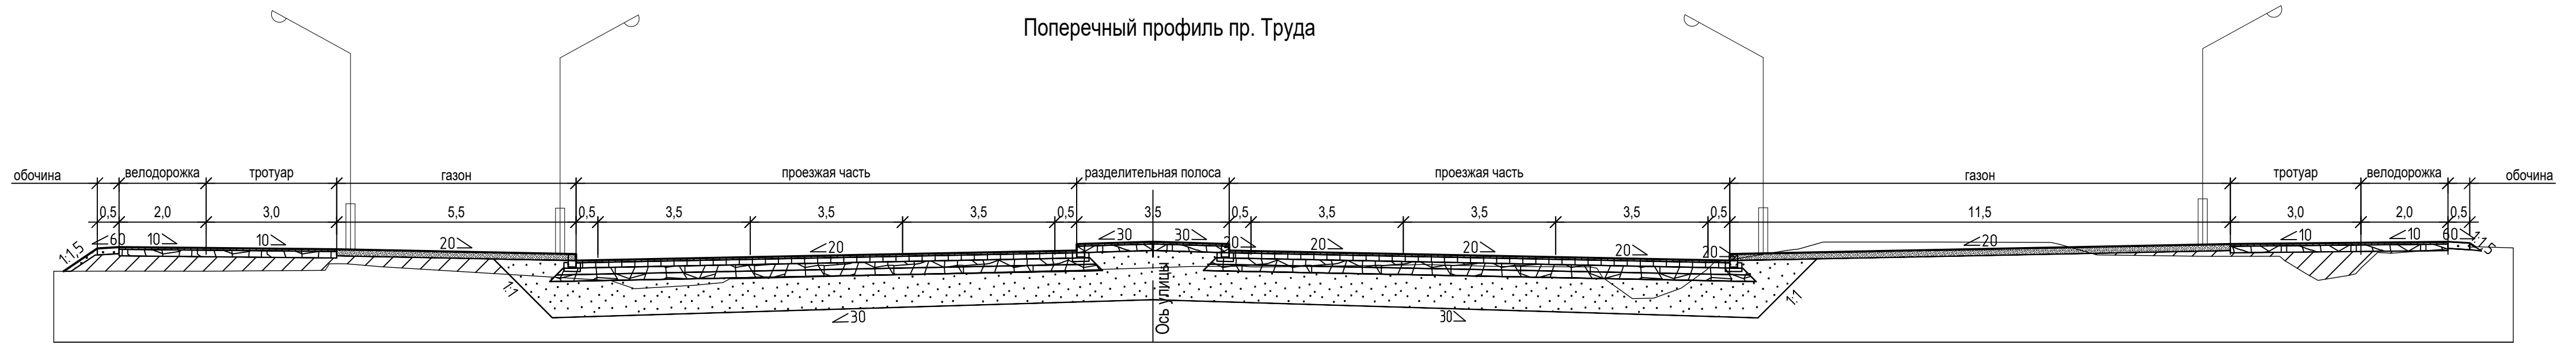 Поперечный профиль пр. Труда
обочина велодорожка тротуар газон проезжая часть разделительная полоса проезжая часть газон тротуар велодорожка обочина
0,5 2,0 3,0 5,5 0,5 3,5 3,5 3,5 0,5 3,5 0,5 3,5 3,5 3,5 0,5 11,5 3,0 2,0 0,5
1:1,5 60 10 10 20 20 30 30 20 20 20 20 20 20 10 10 60 1:1,5
1:1 30 Ось улицы 30 1:1